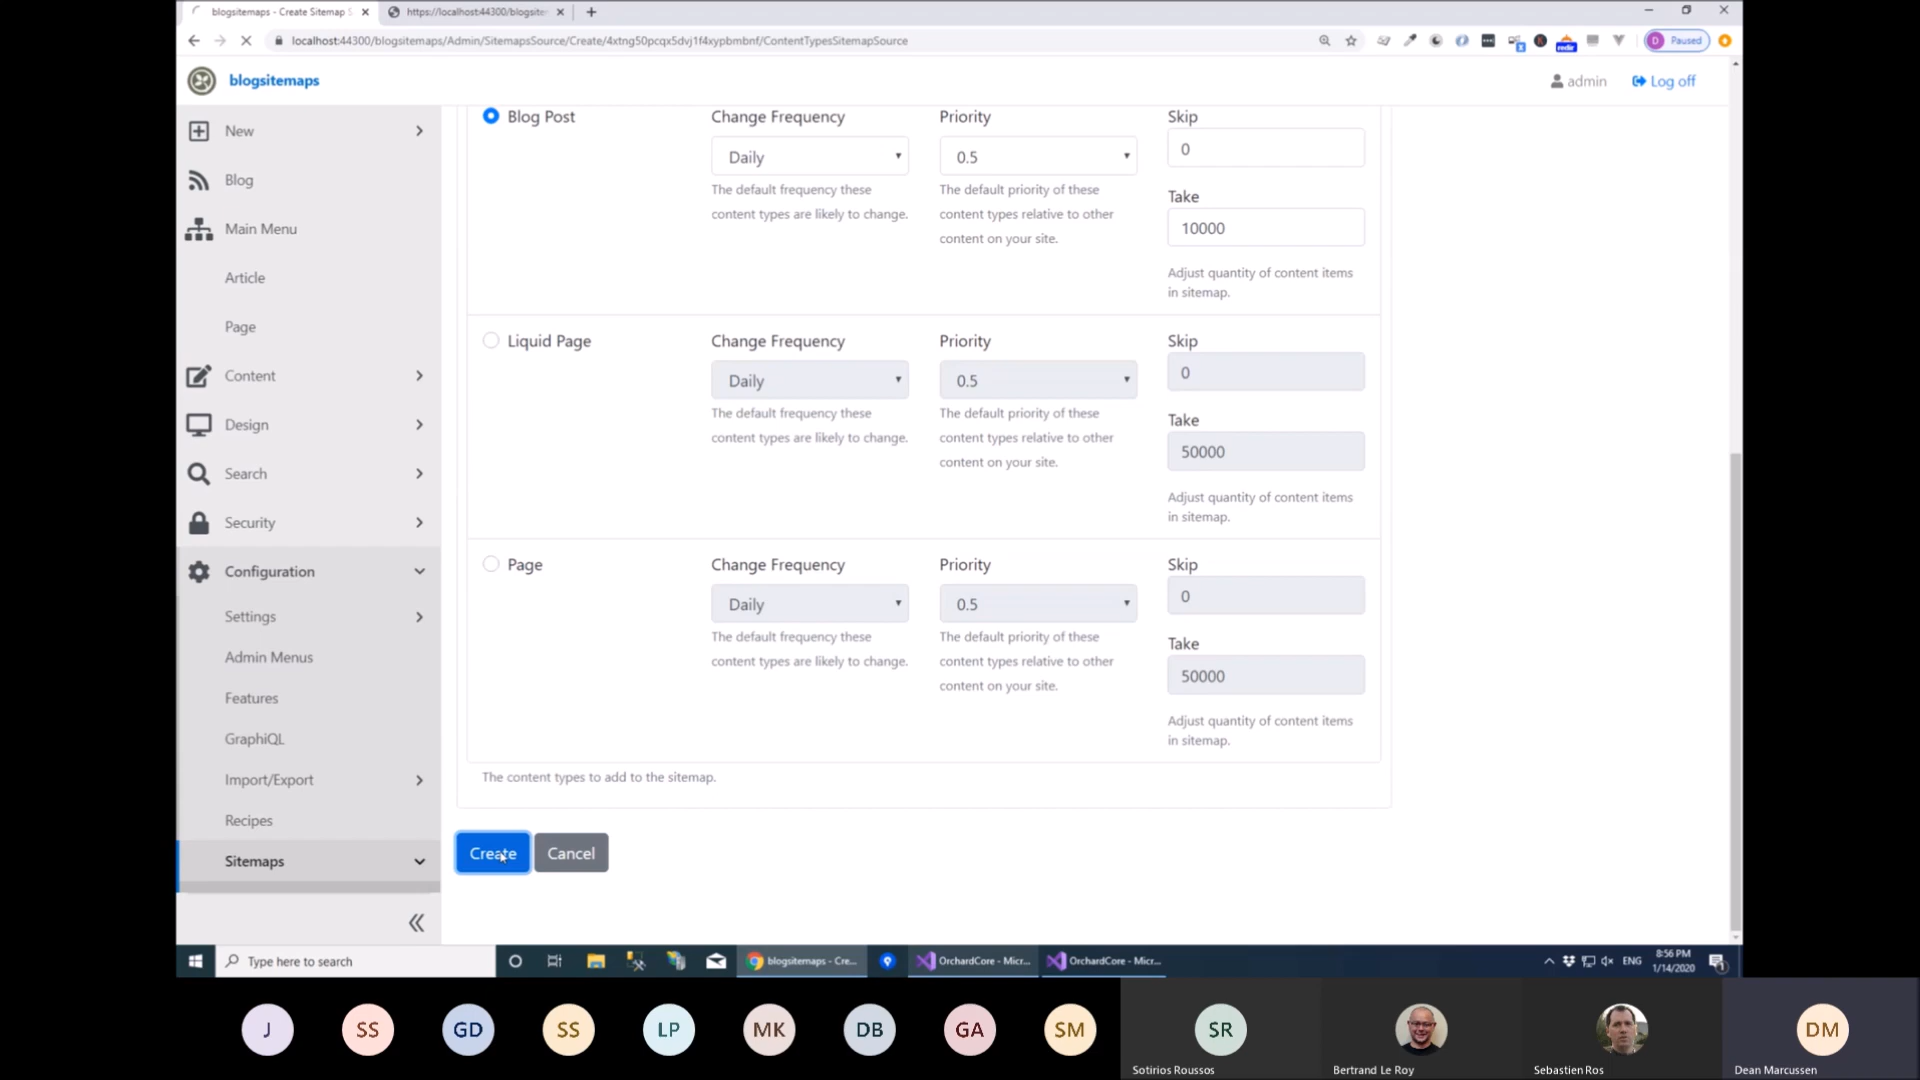 blogsitemaps - Create Sitemap S
https://localhost:44300/blogsite
localhost:44300/blogsitemaps/Admin/SitemapsSource/Create/4xtng50pcqx5dvj1f4xypbmbnf/ContentTypesSitemapSource
D Paused
blogsitemaps
admin
Log off
New
Blog
Main Menu
Article
Page
Content
Design
Search
Security
Configuration
Settings
Admin Menus
Features
GraphiQL
Import/Export
Recipes
Sitemaps
Blog Post
Change Frequency
Daily
The default frequency these
content types are likely to change.
Priority
0.5
The default priority of these
content types relative to other
content on your site.
Skip
0
Take
10000
Adjust quantity of content items
in sitemap.
Liquid Page
Change Frequency
Daily
The default frequency these
content types are likely to change.
Priority
0.5
The default priority of these
content types relative to other
content on your site.
Skip
0
Take
50000
Adjust quantity of content items
in sitemap.
Page
Change Frequency
Daily
The default frequency these
content types are likely to change.
Priority
0.5
The default priority of these
content types relative to other
content on your site.
Skip
0
Take
50000
Adjust quantity of content items
in sitemap.
The content types to add to the sitemap.
Create
Cancel
Type here to search
blogsitemaps - Cre...
OrchardCore - Micr...
OrchardCore - Micr...
ENG
8:56 PM
1/14/2020
J
SS
GD
SS
LP
MK
DB
GA
SM
SR
DM
Sotirios Roussos
Bertrand Le Roy
Sebastien Ros
Dean Marcussen